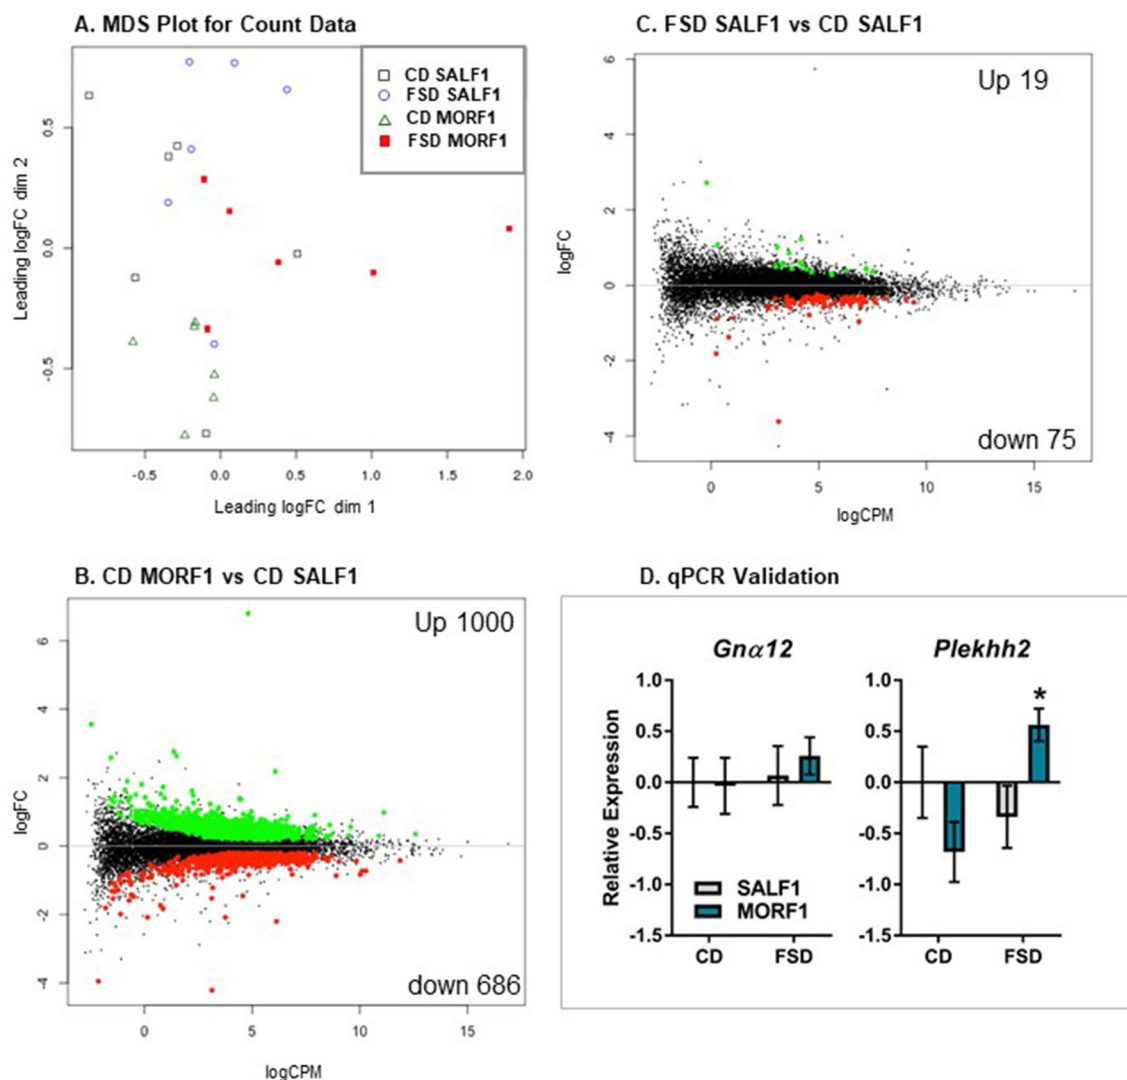 A. MDS Plot for Count Data
CD SALF1
FSD SALF1
CD MORF1
FSD MORF1
Leading logFC dim 2
0.5
0.0
-0.5
-0.5
0.0
0.5
1.0
1.5
2.0
Leading logFC dim 1
C. FSD SALF1 vs CD SALF1
Up 19
down 75
logFC
6
4
2
0
-2
-4
0
5
10
15
logCPM
B. CD MORF1 vs CD SALF1
Up 1000
down 686
logFC
6
4
2
0
-2
-4
0
5
10
15
logCPM
D. qPCR Validation
Gnα12
Relative Expression
1.0
0.5
0.0
-0.5
-1.0
-1.5
SALF1
MORF1
CD
FSD
Plekhh2
1.0
0.5
0.0
-0.5
-1.0
-1.5
*
CD
FSD